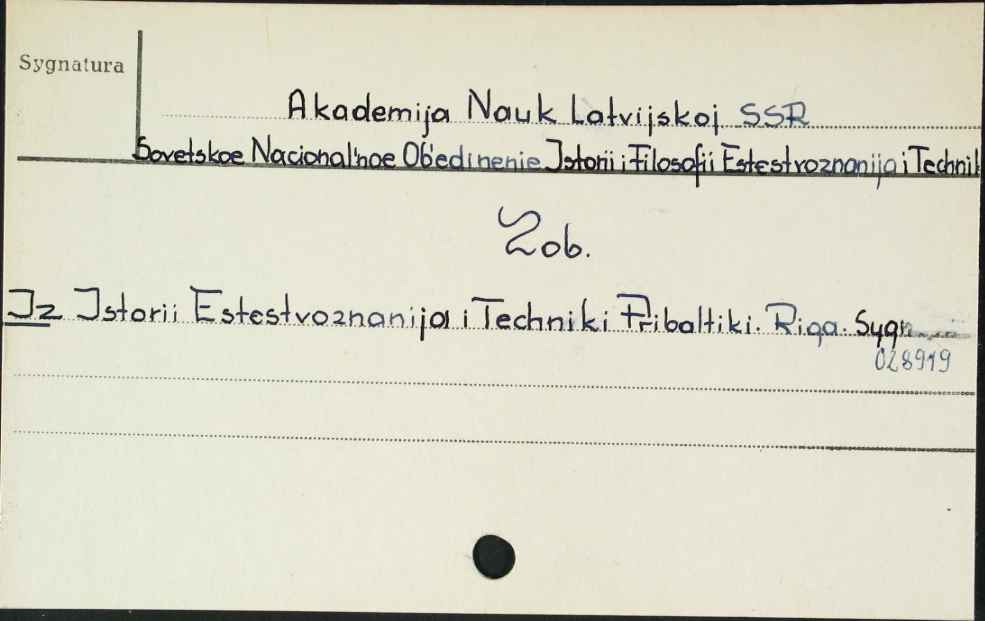 Sygnatura
Akademija Nauk Latvijskoj SSR
Sovetskoe Nacional'noe Ob'edinenie Istorii i Filosofii Estestvoznanija i Technik
Zob.
Iz Istorii Estestvoznanija i Techniki Pribaltiki. Riga. Sygn
028919